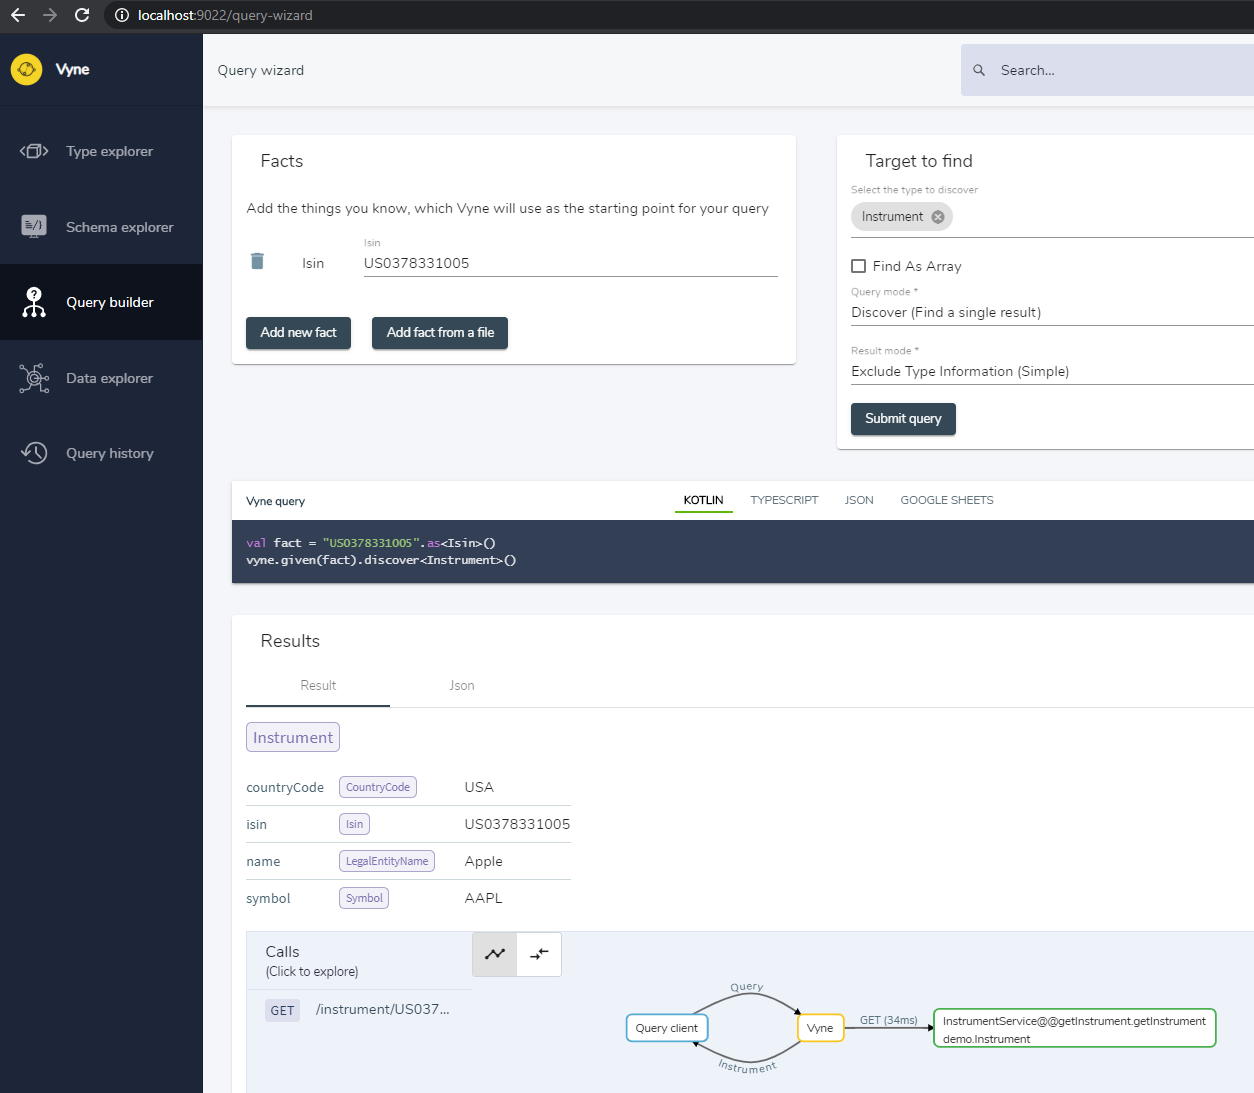 localhost:9022/query-wizard
Vyne
Query wizard
Search...
Type explorer
Schema explorer
Query builder
Data explorer
Query history
Facts
Add the things you know, which Vyne will use as the starting point for your query
Isin
Isin
US0378331005
Add new fact
Add fact from a file
Target to find
Select the type to discover
Instrument
Find As Array
Query mode *
Discover (Find a single result)
Result mode *
Exclude Type Information (Simple)
Submit query
Vyne query
KOTLIN TYPESCRIPT JSON GOOGLE SHEETS
val fact = "US0378331005".as<Isin>()
vyne.given(fact).discover<Instrument>()
Results
Result Json
Instrument
countryCode CountryCode USA
isin Isin US0378331005
name LegalEntityName Apple
symbol Symbol AAPL
Calls
(Click to explore)
GET /instrument/US037...
Query
Query client
Vyne
GET (34ms)
InstrumentService@@getInstrument.getInstrument
demo.Instrument
Instrument